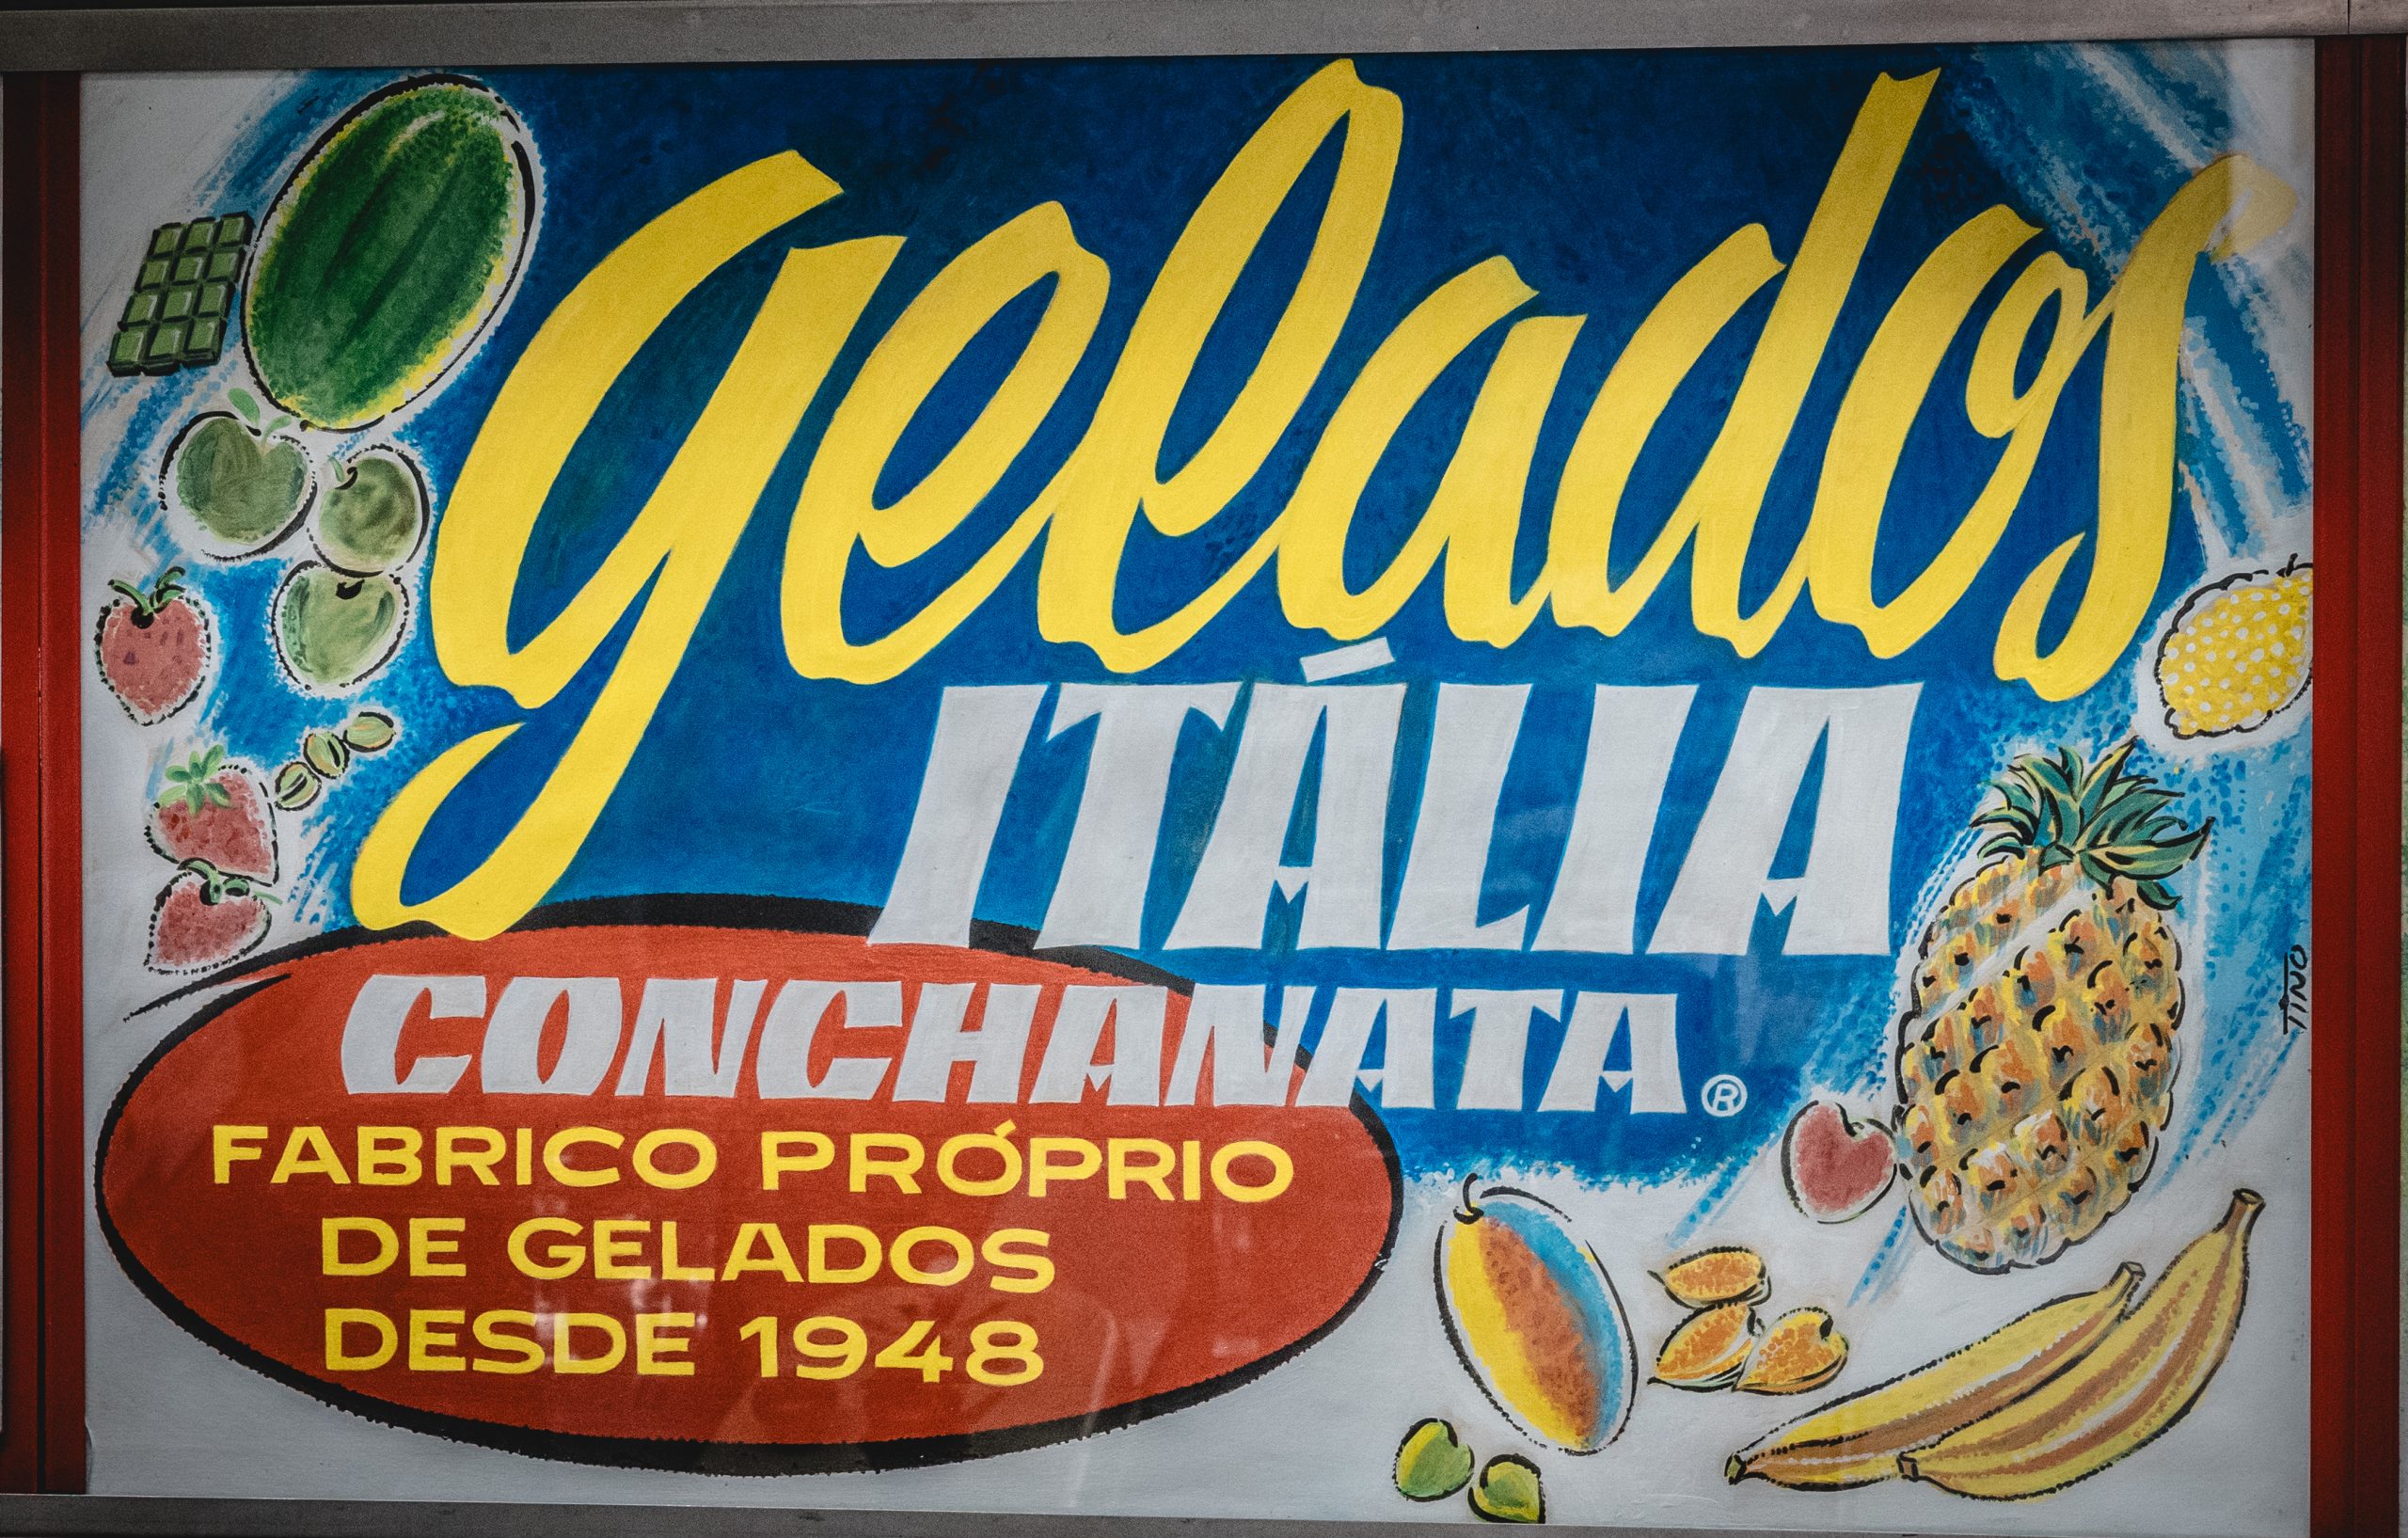 gelados
ITÁLIA
CONCHANATA ®
FABRICO PRÓPRIO
DE GELADOS
DESDE 1948
TINO